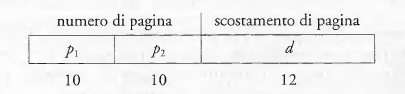 numero di pagina scostamento di pagina
p1 p2 d
10 10 12